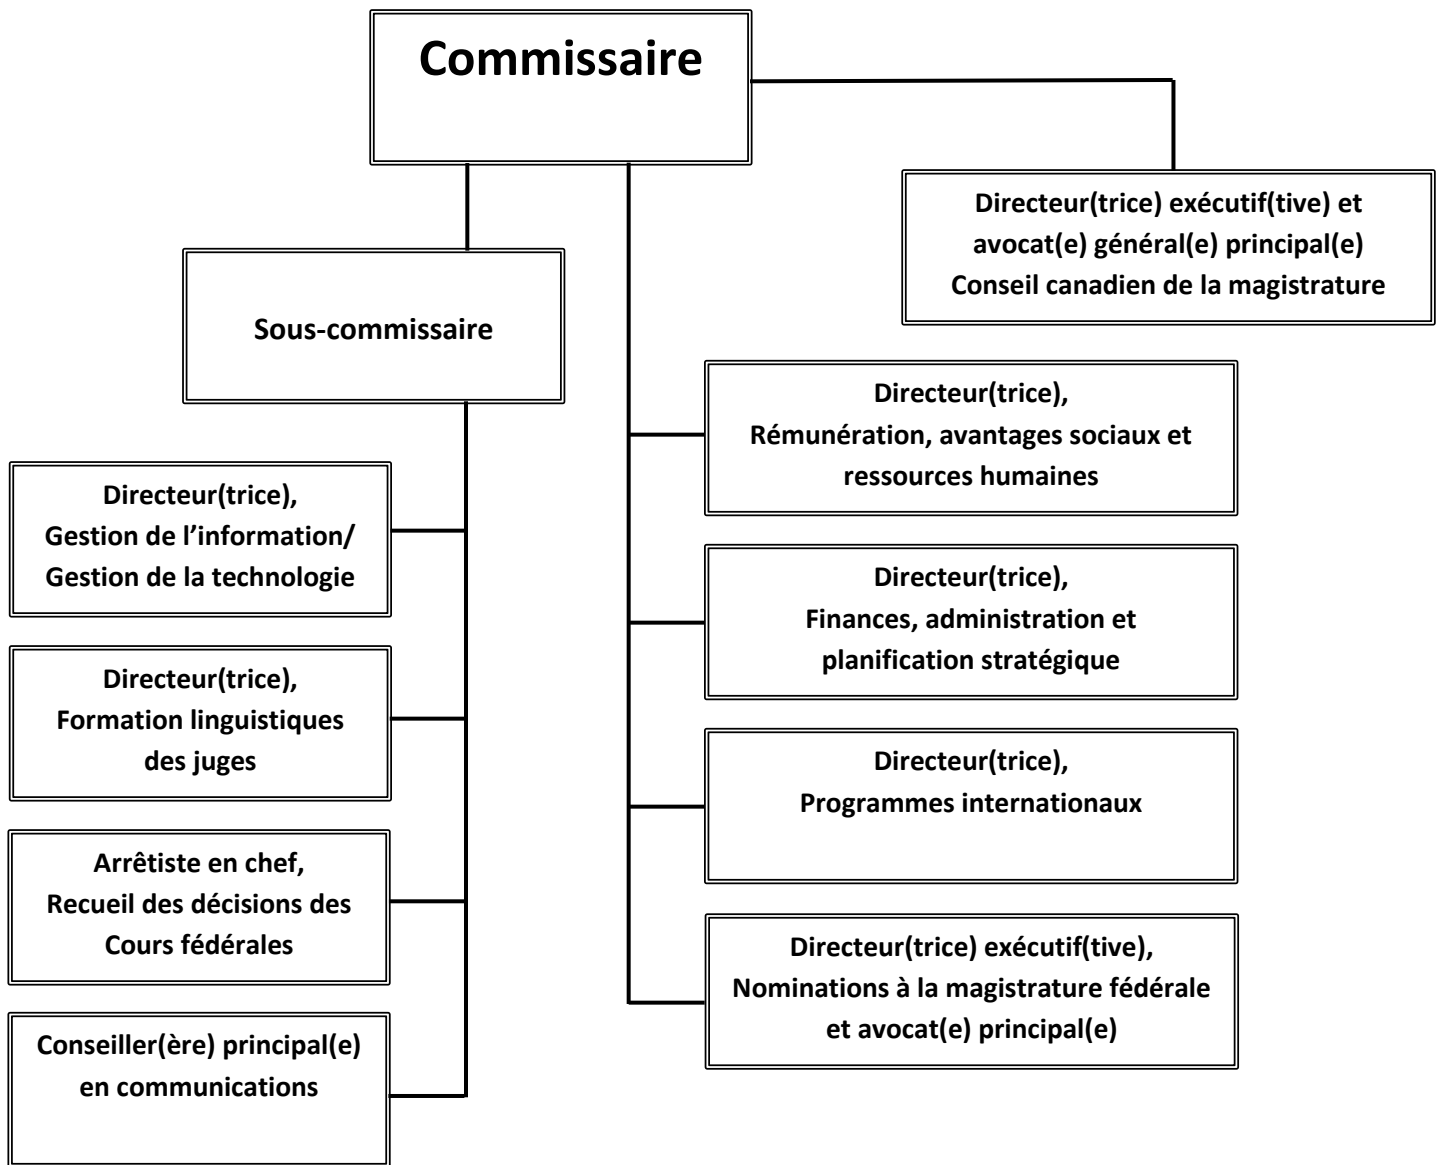 Commissaire
Directeur(trice) exécutif(tive) et
avocat(e) général(e) principal(e)
Conseil canadien de la magistrature
Sous-commissaire
Directeur(trice),
Gestion de l’information/
Gestion de la technologie
Directeur(trice),
Formation linguistiques
des juges
Arrêtiste en chef,
Recueil des décisions des
Cours fédérales
Conseiller(ère) principal(e)
en communications
Directeur(trice),
Rémunération, avantages sociaux et
ressources humaines
Directeur(trice),
Finances, administration et
planification stratégique
Directeur(trice),
Programmes internationaux
Directeur(trice) exécutif(tive),
Nominations à la magistrature fédérale
et avocat(e) principal(e)